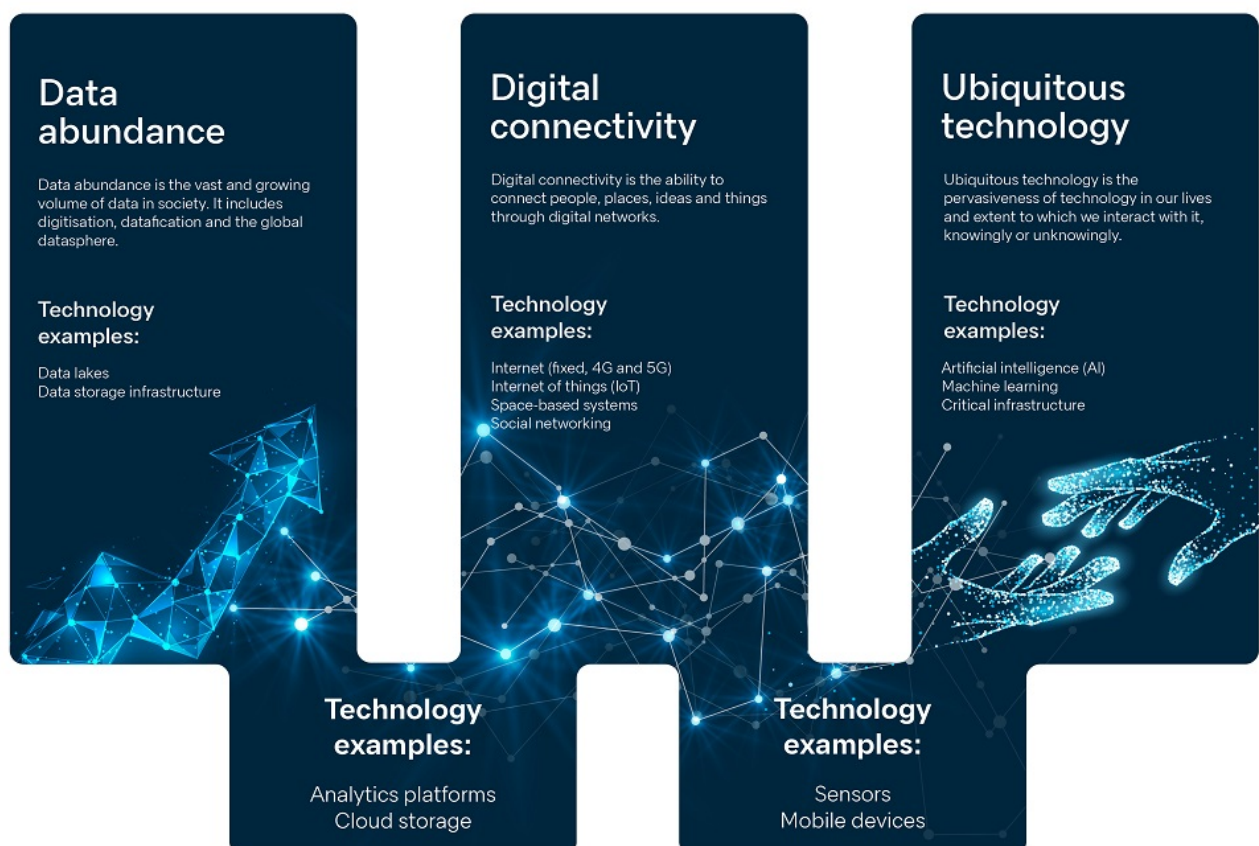 Data
abundance
Data abundance is the vast and growing
volume of data in society. It includes
digitisation, datafication and the global
datasphere.
Technology
examples:
Data lakes
Data storage infrastructure
Digital
connectivity
Digital connectivity is the ability to
connect people, places, ideas and things
through digital networks.
Technology
examples:
Internet (fixed, 4G and 5G)
Internet of things (IoT)
Space-based systems
Social networking
Ubiquitous
technology
Ubiquitous technology is the
pervasiveness of technology in our lives
and extent to which we interact with it,
knowingly or unknowingly.
Technology
examples:
Artificial intelligence (AI)
Machine learning
Critical infrastructure
Technology
examples:
Analytics platforms
Cloud storage
Technology
examples:
Sensors
Mobile devices